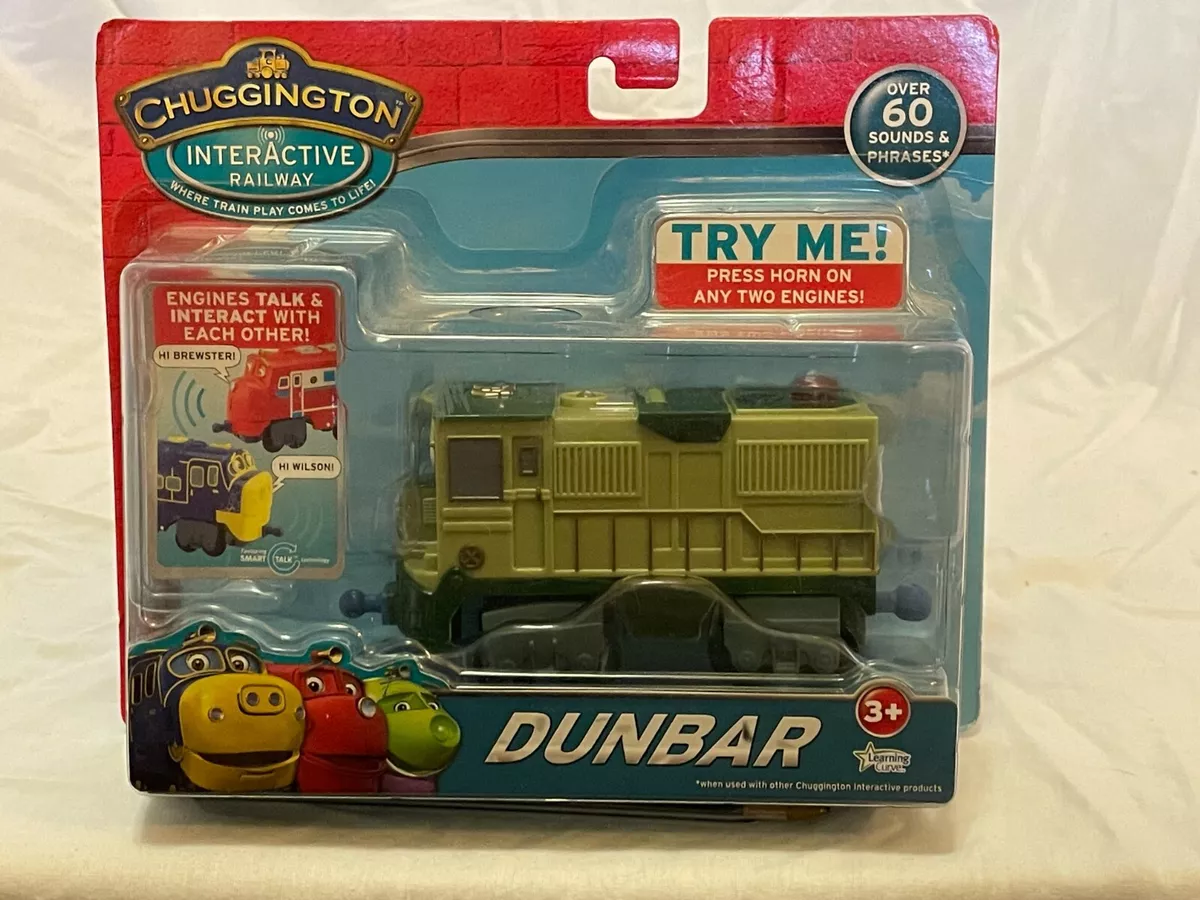 CHUGGINGTON
INTERACTIVE
RAILWAY
WHERE TRAIN PLAY COMES TO LIFE!
OVER
60
SOUNDS &
PHRASES*
TRY ME!
PRESS HORN ON
ANY TWO ENGINES!
ENGINES TALK &
INTERACT WITH
EACH OTHER!
HI BREWSTER!
HI WILSON!
Featuring
SMART TALK technology
DUNBAR
3+
Learning
Curve
*when used with other Chuggington interactive products